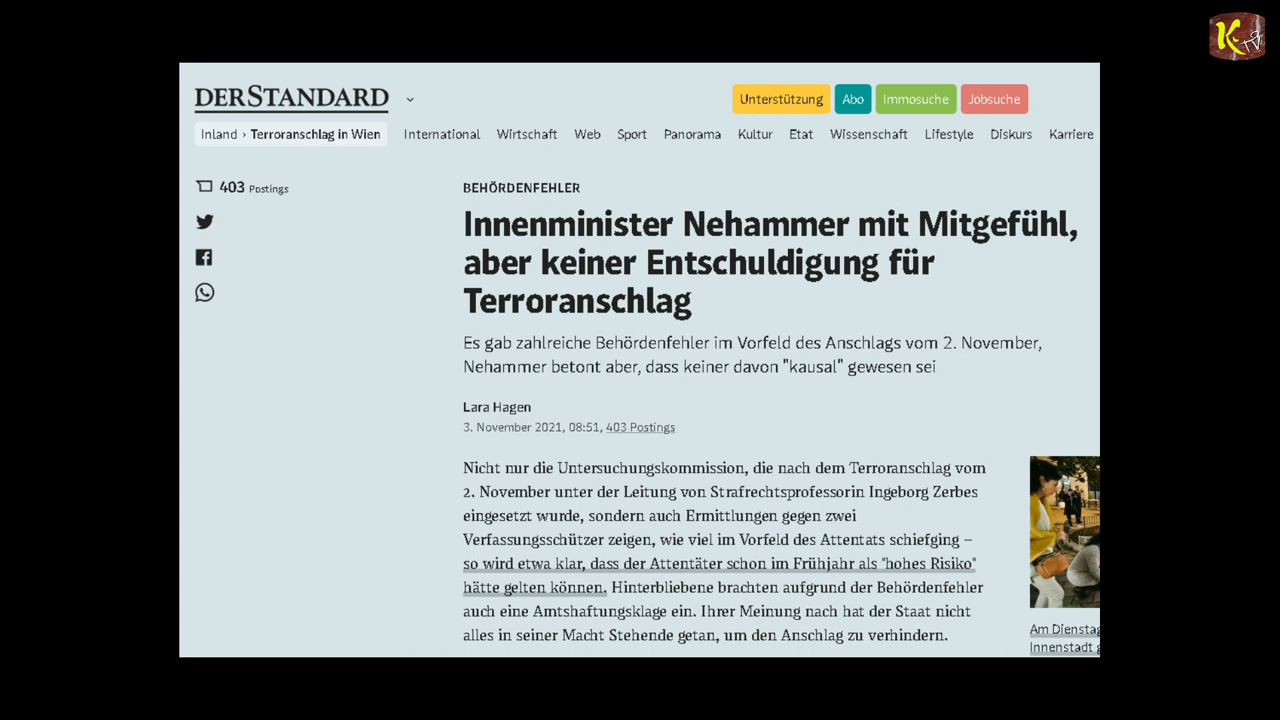 K TV
DERSTANDARD
Unterstützung Abo Immosuche Jobsuche
Inland › Terroranschlag in Wien International Wirtschaft Web Sport Panorama Kultur Etat Wissenschaft Lifestyle Diskurs Karriere
403 Postings
BEHÖRDENFEHLER
Innenminister Nehammer mit Mitgefühl,
aber keiner Entschuldigung für
Terroranschlag
Es gab zahlreiche Behördenfehler im Vorfeld des Anschlags vom 2. November,
Nehammer betont aber, dass keiner davon "kausal" gewesen sei
Lara Hagen
3. November 2021, 08:51, 403 Postings
Nicht nur die Untersuchungskommission, die nach dem Terroranschlag vom
2. November unter der Leitung von Strafrechtsprofessorin Ingeborg Zerbes
eingesetzt wurde, sondern auch Ermittlungen gegen zwei
Verfassungsschützer zeigen, wie viel im Vorfeld des Attentats schiefging –
so wird etwa klar, dass der Attentäter schon im Frühjahr als "hohes Risiko"
hätte gelten können. Hinterbliebene brachten aufgrund der Behördenfehler
auch eine Amtshaftungsklage ein. Ihrer Meinung nach hat der Staat nicht
alles in seiner Macht Stehende getan, um den Anschlag zu verhindern.
Am Dienstag
Innenstadt g